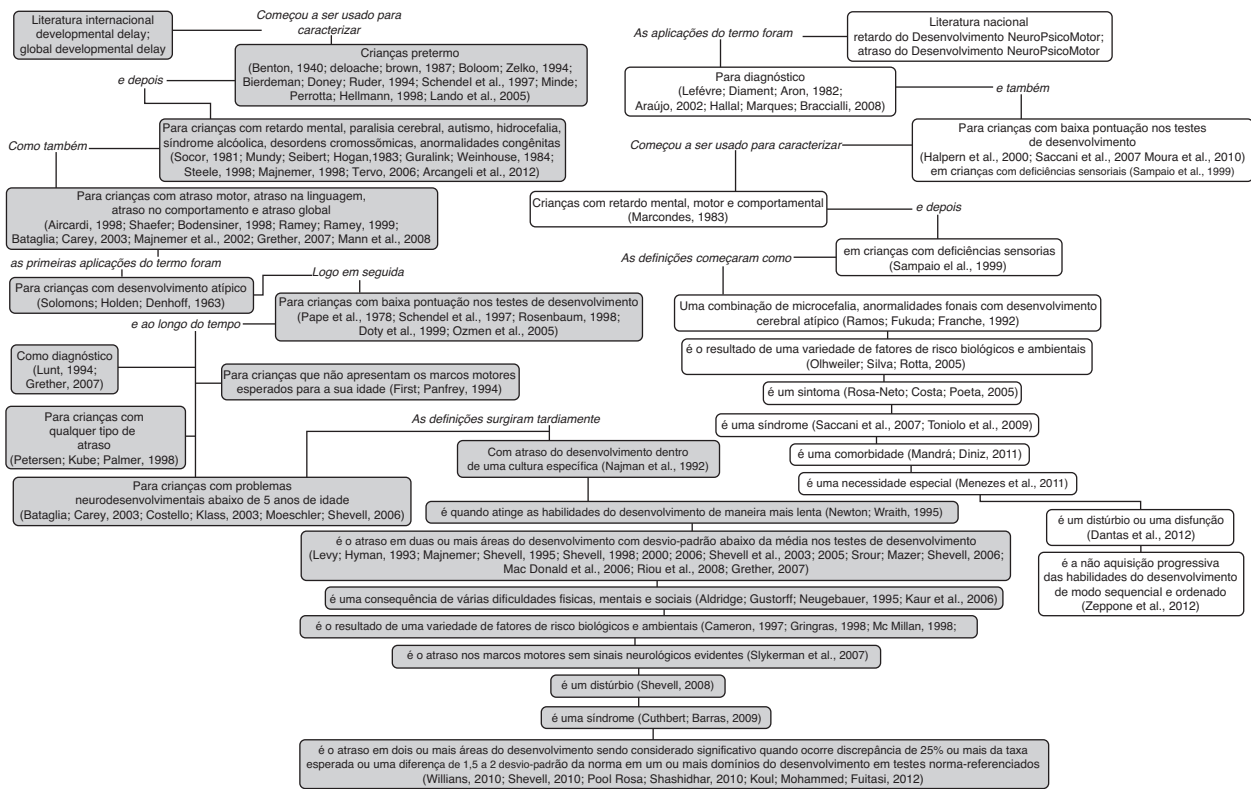 Literatura internacional
developmental delay;
global developmental delay
Começou a ser usado para
caracterizar
Crianças pretermo
(Benton, 1940; deloache; brown, 1987; Boloom; Zelko, 1994;
Bierdeman; Doney; Ruder, 1994; Schendel et al., 1997; Minde;
Perrotta; Hellmann, 1998; Lando et al., 2005)
e depois
Para crianças com retardo mental, paralisia cerebral, autismo, hidrocefalia,
síndrome alcóolica, desordens cromossômicas, anormalidades congênitas
(Socor, 1981; Mundy; Seibert; Hogan,1983; Guralink; Weinhouse, 1984;
Steele, 1998; Majnemer, 1998; Tervo, 2006; Arcangeli et al., 2012)
Como também
Para crianças com atraso motor, atraso na linguagem,
atraso no comportamento e atraso global
(Aircardi, 1998; Shaefer; Bodensiner, 1998; Ramey; Ramey, 1999;
Bataglia; Carey, 2003; Majnemer et al., 2002; Grether, 2007; Mann et al., 2008
as primeiras aplicações do termo foram
Para crianças com desenvolvimento atípico
(Solomons; Holden; Denhoff, 1963)
Logo em seguida
Para crianças com baixa pontuação nos testes de desenvolvimento
(Pape et al., 1978; Schendel et al., 1997; Rosenbaum, 1998;
Doty et al., 1999; Ozmen et al., 2005)
e ao longo do tempo
Como diagnóstico
(Lunt, 1994;
Grether, 2007)
Para crianças que não apresentam os marcos motores
esperados para a sua idade (First; Panfrey, 1994)
Para crianças com
qualquer tipo de
atraso
(Petersen; Kube; Palmer, 1998)
Para crianças com problemas
neurodesenvolvimentais abaixo de 5 anos de idade
(Bataglia; Carey, 2003; Costello; Klass, 2003; Moeschler; Shevell, 2006)
As definições surgiram tardiamente
Com atraso do desenvolvimento dentro
de uma cultura específica (Najman et al., 1992)
é quando atinge as habilidades do desenvolvimento de maneira mais lenta (Newton; Wraith, 1995)
é o atraso em duas ou mais áreas do desenvolvimento com desvio-padrão abaixo da média nos testes de desenvolvimento
(Levy; Hyman, 1993; Majnemer; Shevell, 1995; Shevell, 1998; 2000; 2006; Shevell et al., 2003; 2005; Srour; Mazer; Shevell, 2006;
Mac Donald et al., 2006; Riou et al., 2008; Grether, 2007)
é uma consequência de várias dificuldades fisicas, mentais e sociais (Aldridge; Gustorff; Neugebauer, 1995; Kaur et al., 2006)
é o resultado de uma variedade de fatores de risco biológicos e ambientais (Cameron, 1997; Gringras, 1998; Mc Millan, 1998;
é o atraso nos marcos motores sem sinais neurológicos evidentes (Slykerman et al., 2007)
é um distúrbio (Shevell, 2008)
é uma síndrome (Cuthbert; Barras, 2009)
é o atraso em dois ou mais áreas do desenvolvimento sendo considerado significativo quando ocorre discrepância de 25% ou mais da taxa
esperada ou uma diferença de 1,5 a 2 desvio-padrão da norma em um ou mais domínios do desenvolvimento em testes norma-referenciados
(Willians, 2010; Shevell, 2010; Pool Rosa; Shashidhar, 2010; Koul; Mohammed; Fuitasi, 2012)
Literatura nacional
retardo do Desenvolvimento NeuroPsicoMotor;
atraso do Desenvolvimento NeuroPsicoMotor
As aplicações do termo foram
Para diagnóstico
(Lefévre; Diament; Aron, 1982;
Araújo, 2002; Hallal; Marques; Braccialli, 2008)
e também
Para crianças com baixa pontuação nos testes
de desenvolvimento
(Halpern et al., 2000; Saccani et al., 2007 Moura et al., 2010)
em crianças com deficiências sensoriais (Sampaio et al., 1999)
Começou a ser usado para caracterizar
Crianças com retardo mental, motor e comportamental
(Marcondes, 1983)
e depois
em crianças com deficiências sensorias
(Sampaio el al., 1999)
As definições começaram como
Uma combinação de microcefalia, anormalidades fonais com desenvolvimento
cerebral atípico (Ramos; Fukuda; Franche, 1992)
é o resultado de uma variedade de fatores de risco biológicos e ambientais
(Olhweiler; Silva; Rotta, 2005)
é um sintoma (Rosa-Neto; Costa; Poeta, 2005)
é uma síndrome (Saccani et al., 2007; Toniolo et al., 2009)
é uma comorbidade (Mandrá; Diniz, 2011)
é uma necessidade especial (Menezes et al., 2011)
é um distúrbio ou uma disfunção
(Dantas et al., 2012)
é a não aquisição progressiva
das habilidades do desenvolvimento
de modo sequencial e ordenado
(Zeppone et al., 2012)